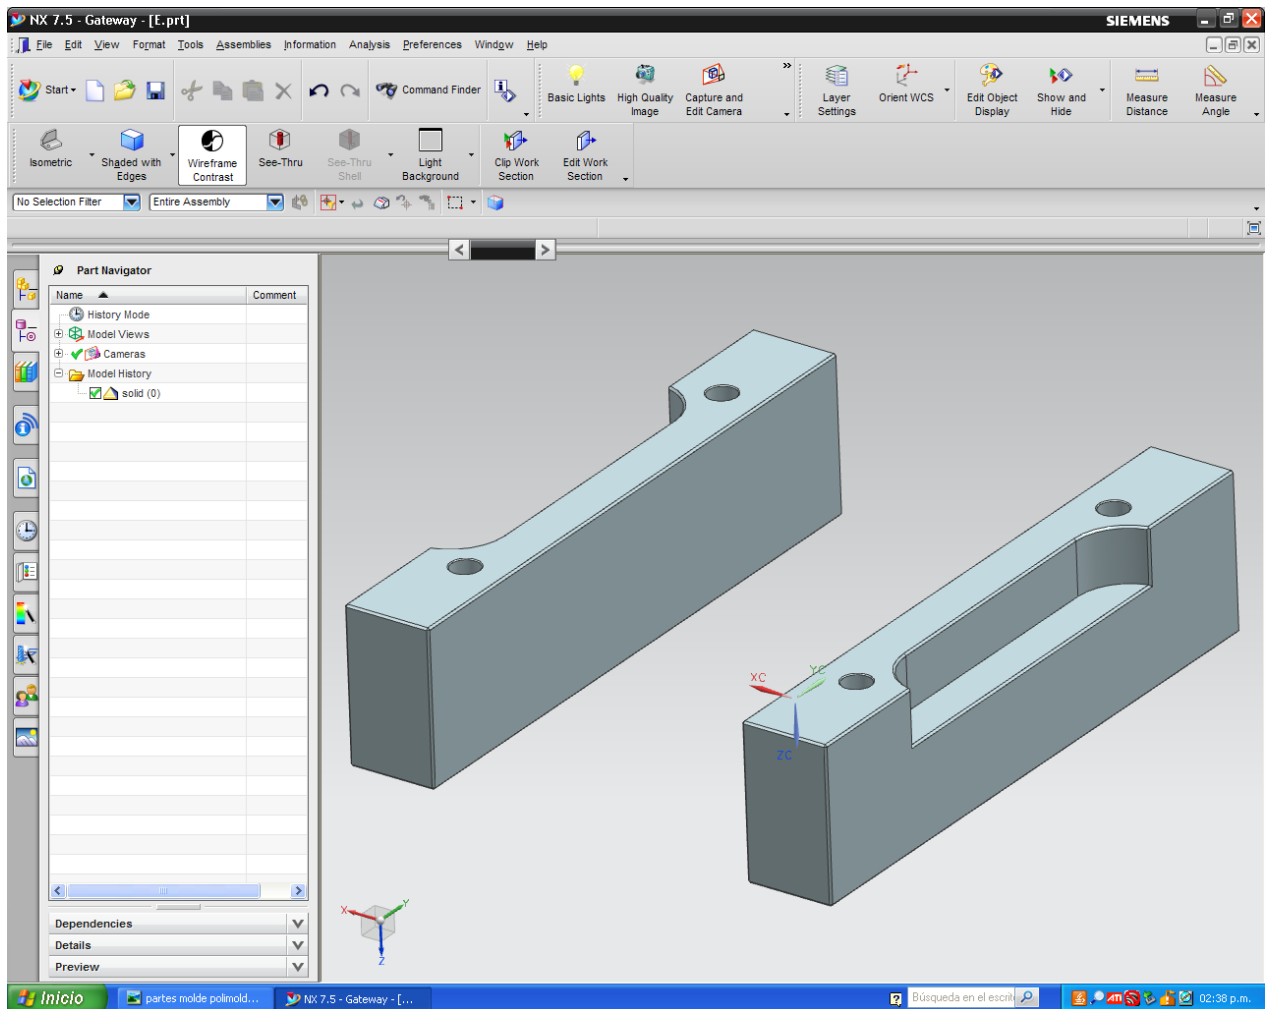 NX 7.5 - Gateway - [E.prt]
SIEMENS
File Edit View Format Tools Assemblies Information Analysis Preferences Window Help
Start
Command Finder
Basic Lights
High Quality Image
Capture and Edit Camera
Layer Settings
Orient WCS
Edit Object Display
Show and Hide
Measure Distance
Measure Angle
Isometric
Shaded with Edges
Wireframe Contrast
See-Thru
See-Thru Shell
Light Background
Clip Work Section
Edit Work Section
No Selection Filter
Entire Assembly
Part Navigator
Name Comment
History Mode
Model Views
Cameras
Model History
solid (0)
XC
YC
ZC
X
Y
Z
Dependencies
Details
Preview
Inicio
partes molde polimold...
NX 7.5 - Gateway - [...
Búsqueda en el escrit
ATI
02:38 p.m.